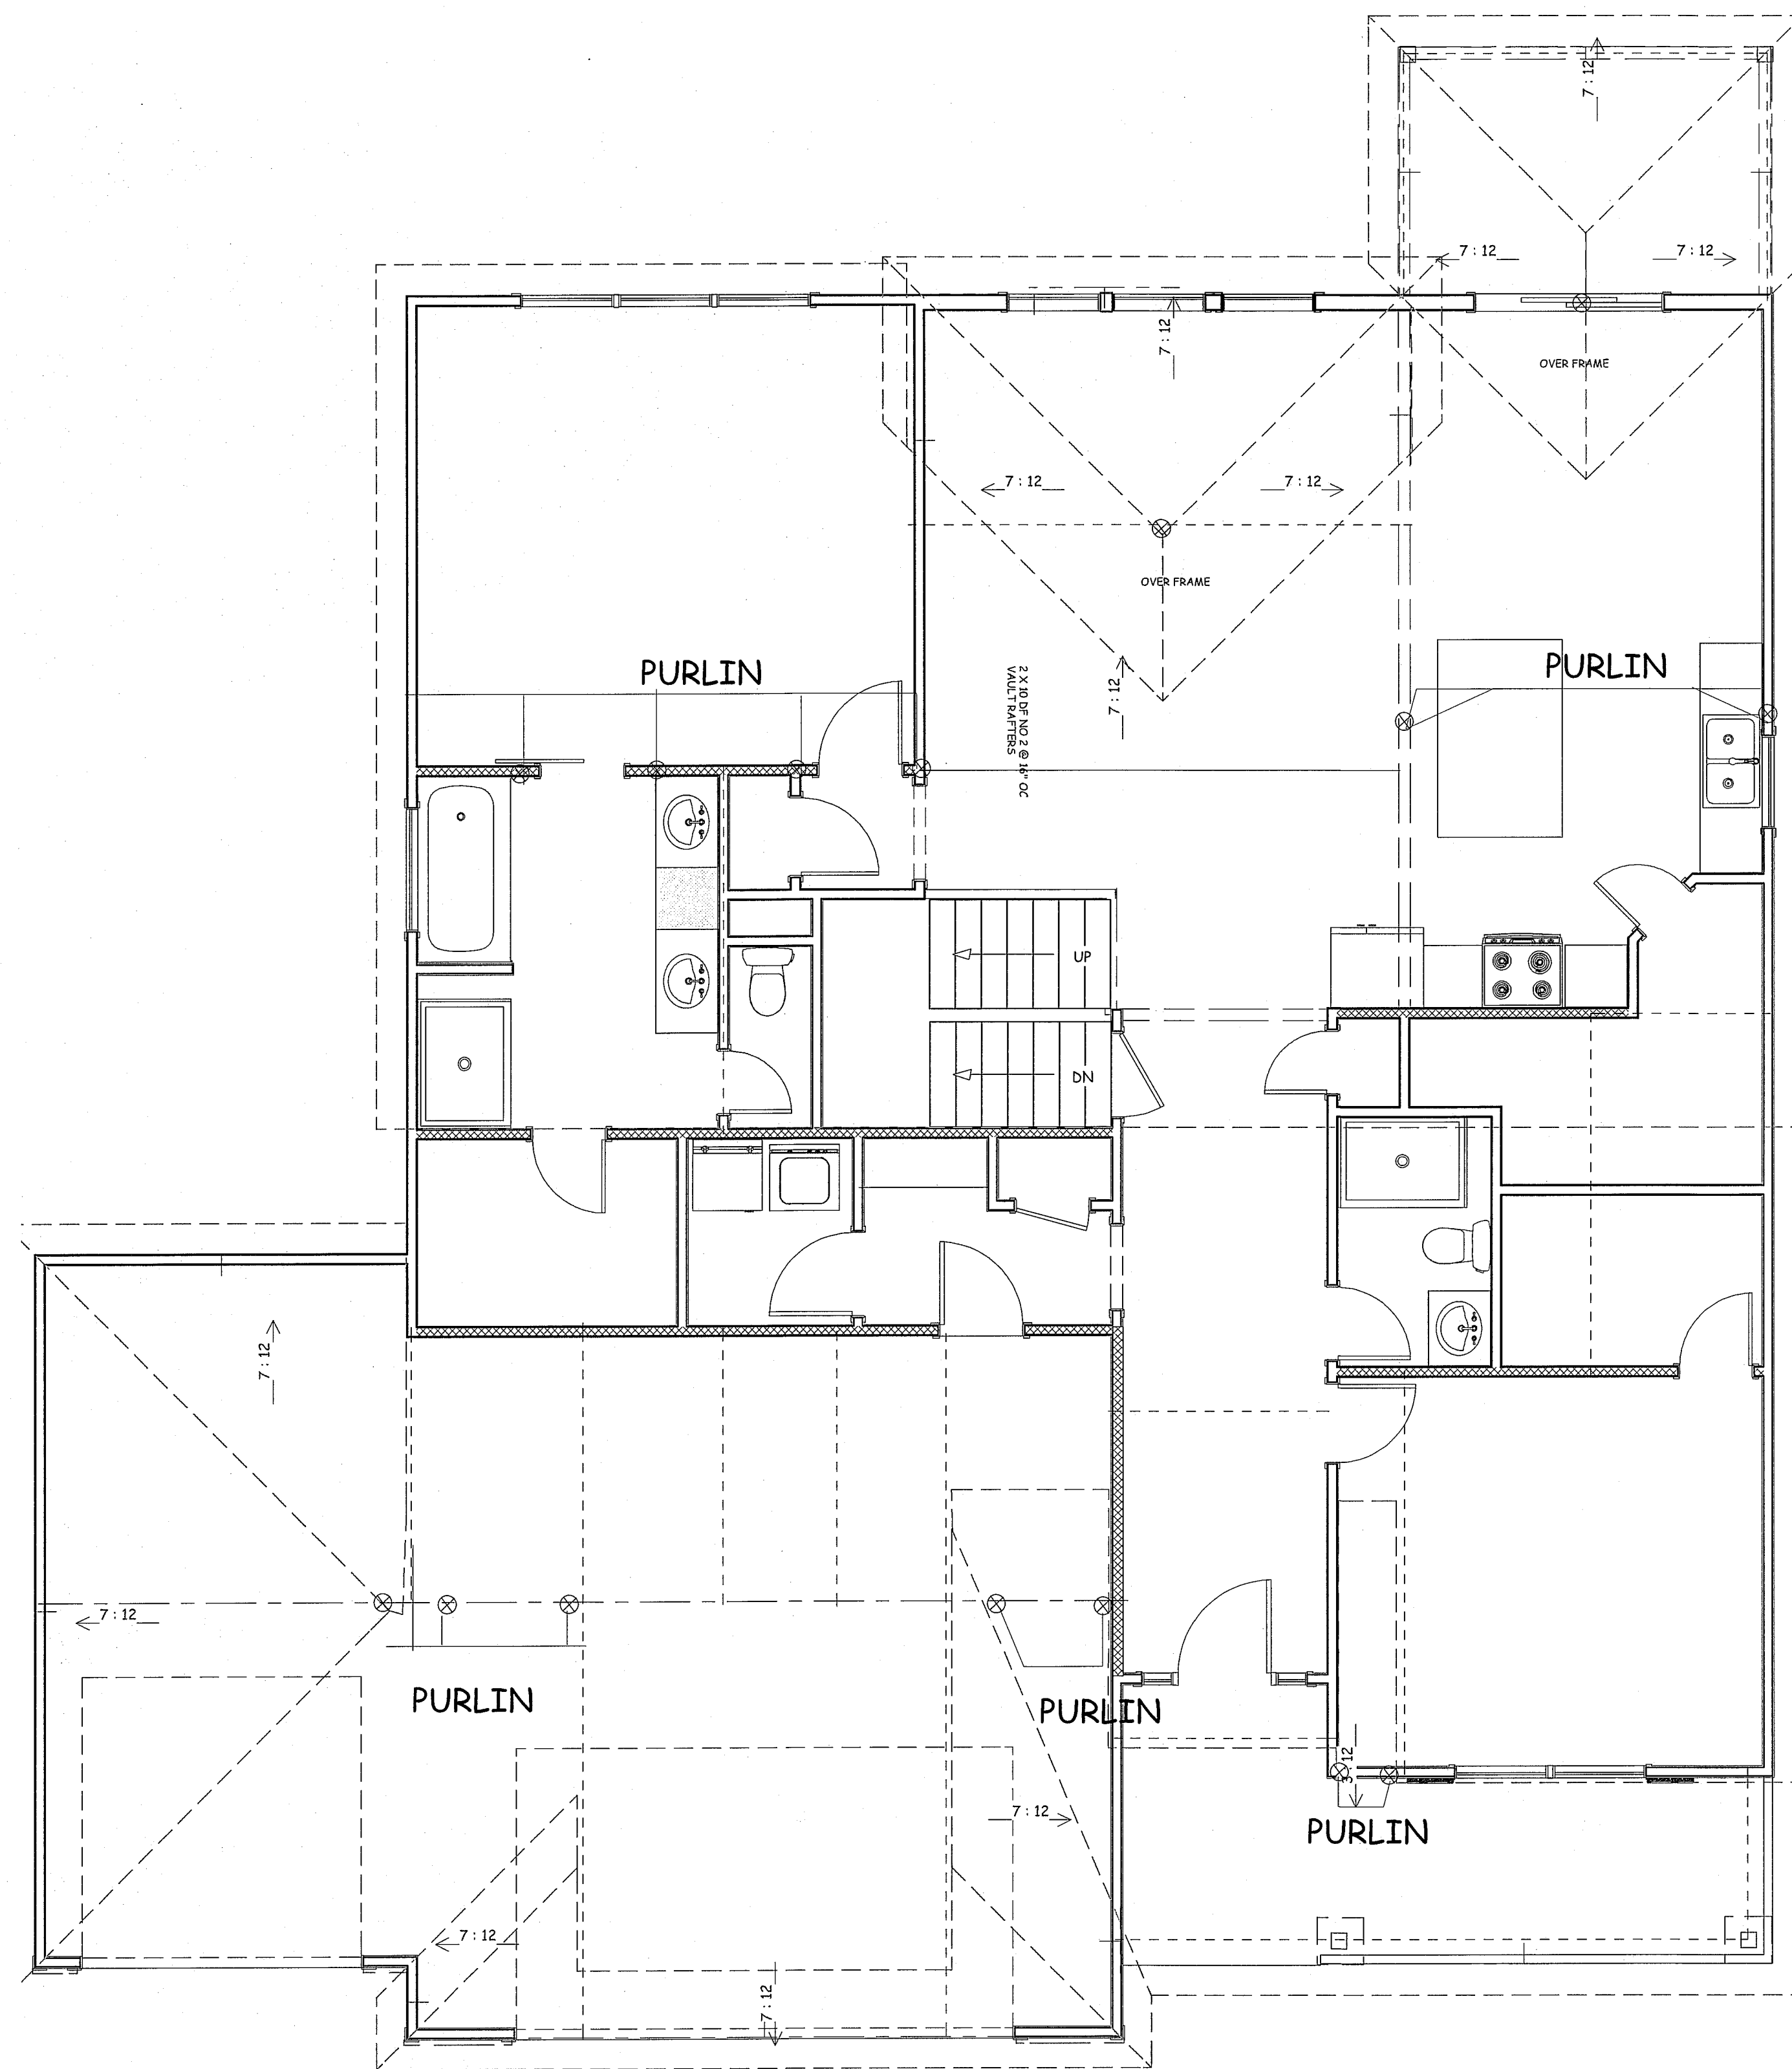 7 : 12
7 : 12
7 : 12
7 : 12
OVER FRAME
7 : 12
7 : 12
OVER FRAME
PURLIN
PURLIN
2 X 10 DF NO. 2 @ 16" OC
VAULT RAFTERS
7 : 12
UP
DN
7 : 12
7 : 12
PURLIN
PURLIN
3 : 12
7 : 12
PURLIN
7 : 12
7 : 12